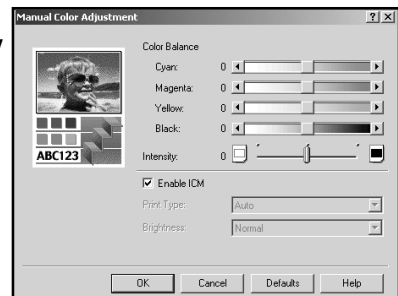 Manual Color Adjustment
Color Balance
Cyan: 0
Magenta: 0
Yellow: 0
Black: 0
Intensity: 0
ABC123
Enable ICM
Print Type: Auto
Brightness: Normal
OK Cancel Defaults Help